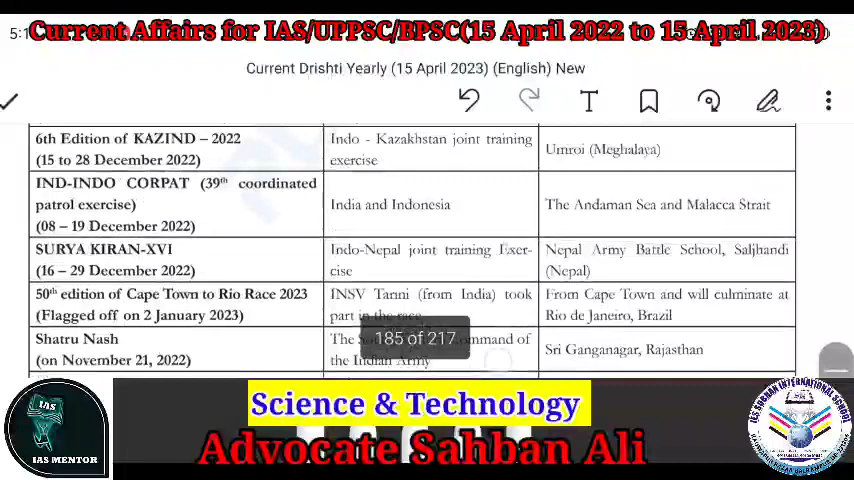 Current Affairs for IAS/UPPSC/BPSC(15 April 2022 to 15 April 2023)
5:1
Current Drishti Yearly (15 April 2023) (English) New
T
6th Edition of KAZIND – 2022
(15 to 28 December 2022)
Indo - Kazakhstan joint training
exercise
Umroi (Meghalaya)
IND-INDO CORPAT (39th coordinated
patrol exercise)
(08 – 19 December 2022)
India and Indonesia
The Andaman Sea and Malacca Strait
SURYA KIRAN-XVI
(16 – 29 December 2022)
Indo-Nepal joint training Exer-
cise
Nepal Army Battle School, Saljhandi
(Nepal)
50th edition of Cape Town to Rio Race 2023
(Flagged off on 2 January 2023)
INSV Tarini (from India) took
part in the race,
From Cape Town and will culminate at
Rio de Janeiro, Brazil
Shatru Nash
(on November 21, 2022)
The Command of
the Indian Army
Sri Ganganagar, Rajasthan
185 of 217
IAS
IAS MENTOR
Science & Technology
Advocate Sahban Ali